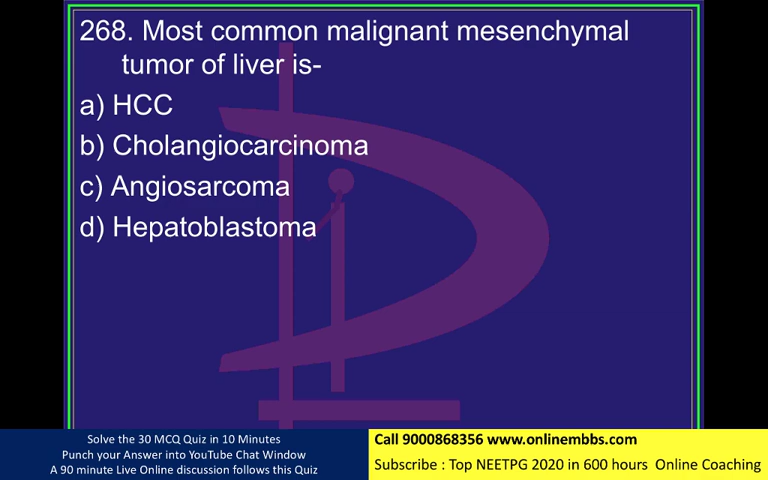 268. Most common malignant mesenchymal
tumor of liver is-
a) HCC
b) Cholangiocarcinoma
c) Angiosarcoma
d) Hepatoblastoma
Solve the 30 MCQ Quiz in 10 Minutes
Punch your Answer into YouTube Chat Window
A 90 minute Live Online discussion follows this Quiz
Call 9000868356 www.onlinembbs.com
Subscribe : Top NEETPG 2020 in 600 hours Online Coaching